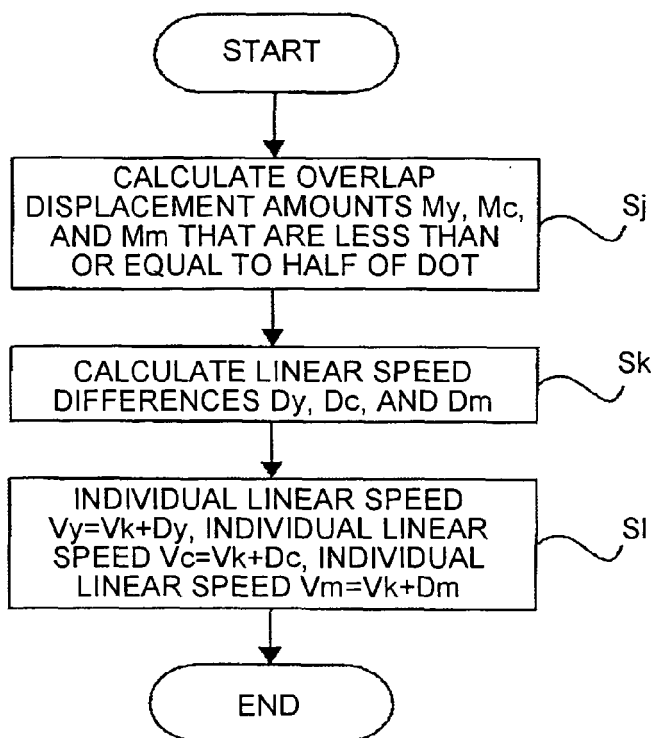 START
CALCULATE OVERLAP
DISPLACEMENT AMOUNTS My, Mc,
AND Mm THAT ARE LESS THAN
OR EQUAL TO HALF OF DOT
Sj
CALCULATE LINEAR SPEED
DIFFERENCES Dy, Dc, AND Dm
Sk
INDIVIDUAL LINEAR SPEED
Vy=Vk+Dy, INDIVIDUAL LINEAR
SPEED Vc=Vk+Dc, INDIVIDUAL
LINEAR SPEED Vm=Vk+Dm
Sl
END